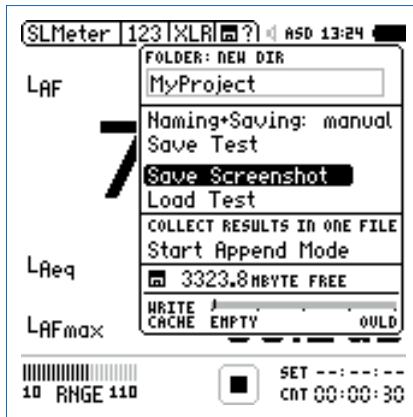 SLMeter 123 XLR ? ASD 13:24
FOLDER: NEW DIR
MyProject
LAF
7
Naming+Saving: manual
Save Test
Save Screenshot
Load Test
COLLECT RESULTS IN ONE FILE
Start Append Mode
LAeq
3323.8 MBYTE FREE
WRITE
CACHE EMPTY OVLD
LAFmax
SET --:--:--
10 RNGE 110
CNT 00:00:30